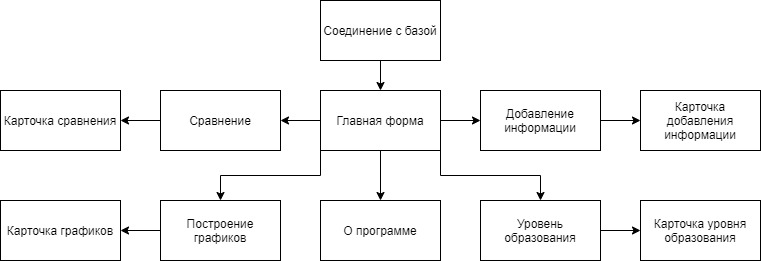 Соединение с базой
Карточка сравнения
Сравнение
Главная форма
Добавление
информации
Карточка
добавления
информации
Карточка графиков
Построение
графиков
О программе
Уровень
образования
Карточка уровня
образования